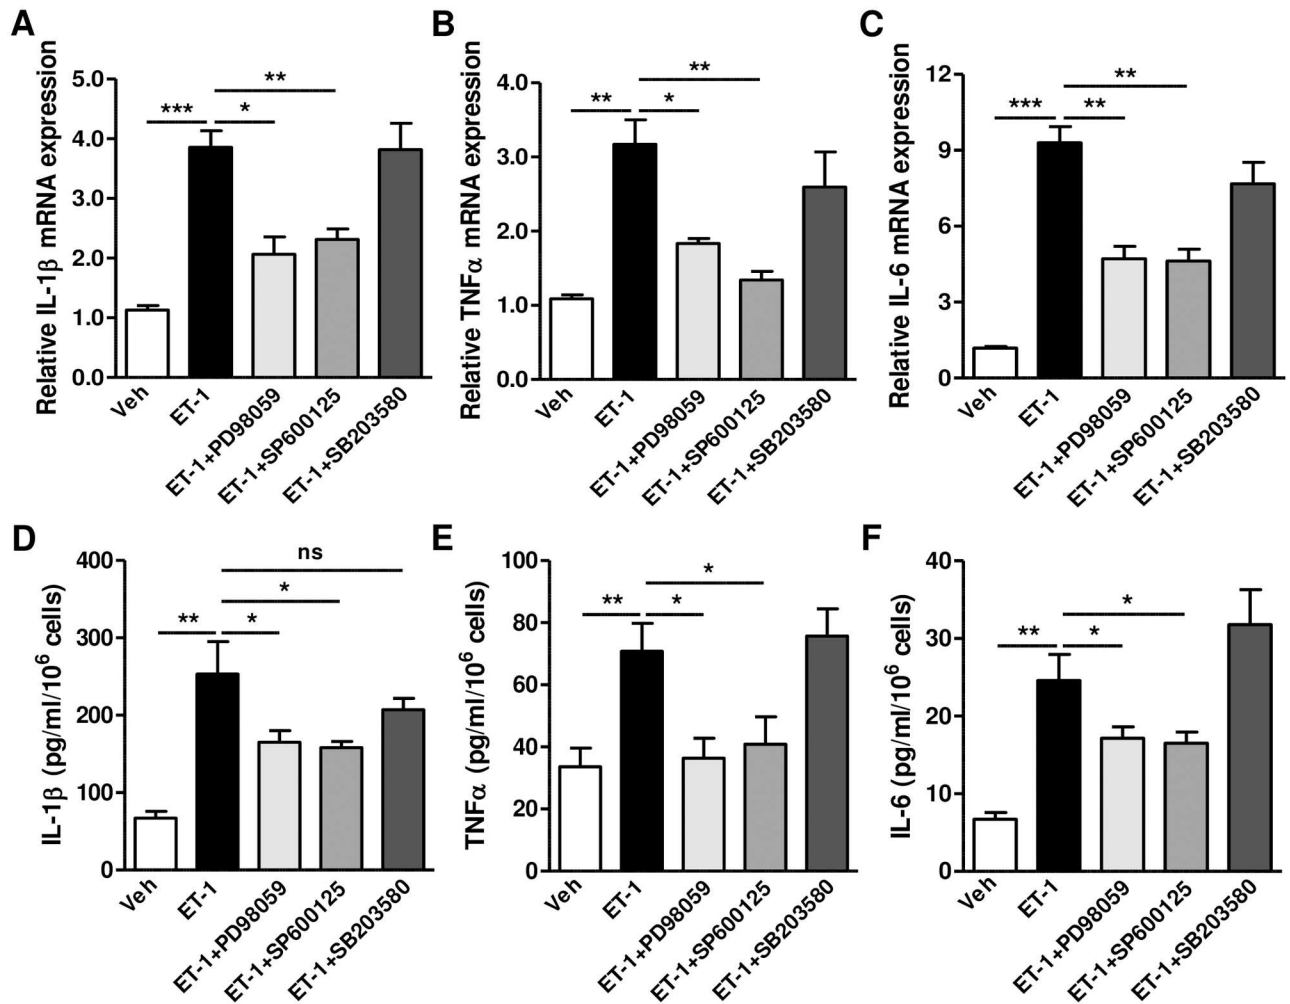 A
Relative IL-1β mRNA expression
5.0
4.0
3.0
2.0
1.0
0.0
***
*
**
Veh
ET-1
ET-1+PD98059
ET-1+SP600125
ET-1+SB203580
B
Relative TNFα mRNA expression
4.0
3.0
2.0
1.0
0.0
**
*
**
Veh
ET-1
ET-1+PD98059
ET-1+SP600125
ET-1+SB203580
C
Relative IL-6 mRNA expression
12
9
6
3
0
***
**
**
Veh
ET-1
ET-1+PD98059
ET-1+SP600125
ET-1+SB203580
D
IL-1β (pg/ml/10⁶ cells)
400
300
200
100
0
ns
*
**
*
Veh
ET-1
ET-1+PD98059
ET-1+SP600125
ET-1+SB203580
E
TNFα (pg/ml/10⁶ cells)
100
80
60
40
20
0
*
**
*
Veh
ET-1
ET-1+PD98059
ET-1+SP600125
ET-1+SB203580
F
IL-6 (pg/ml/10⁶ cells)
40
30
20
10
0
*
**
*
Veh
ET-1
ET-1+PD98059
ET-1+SP600125
ET-1+SB203580